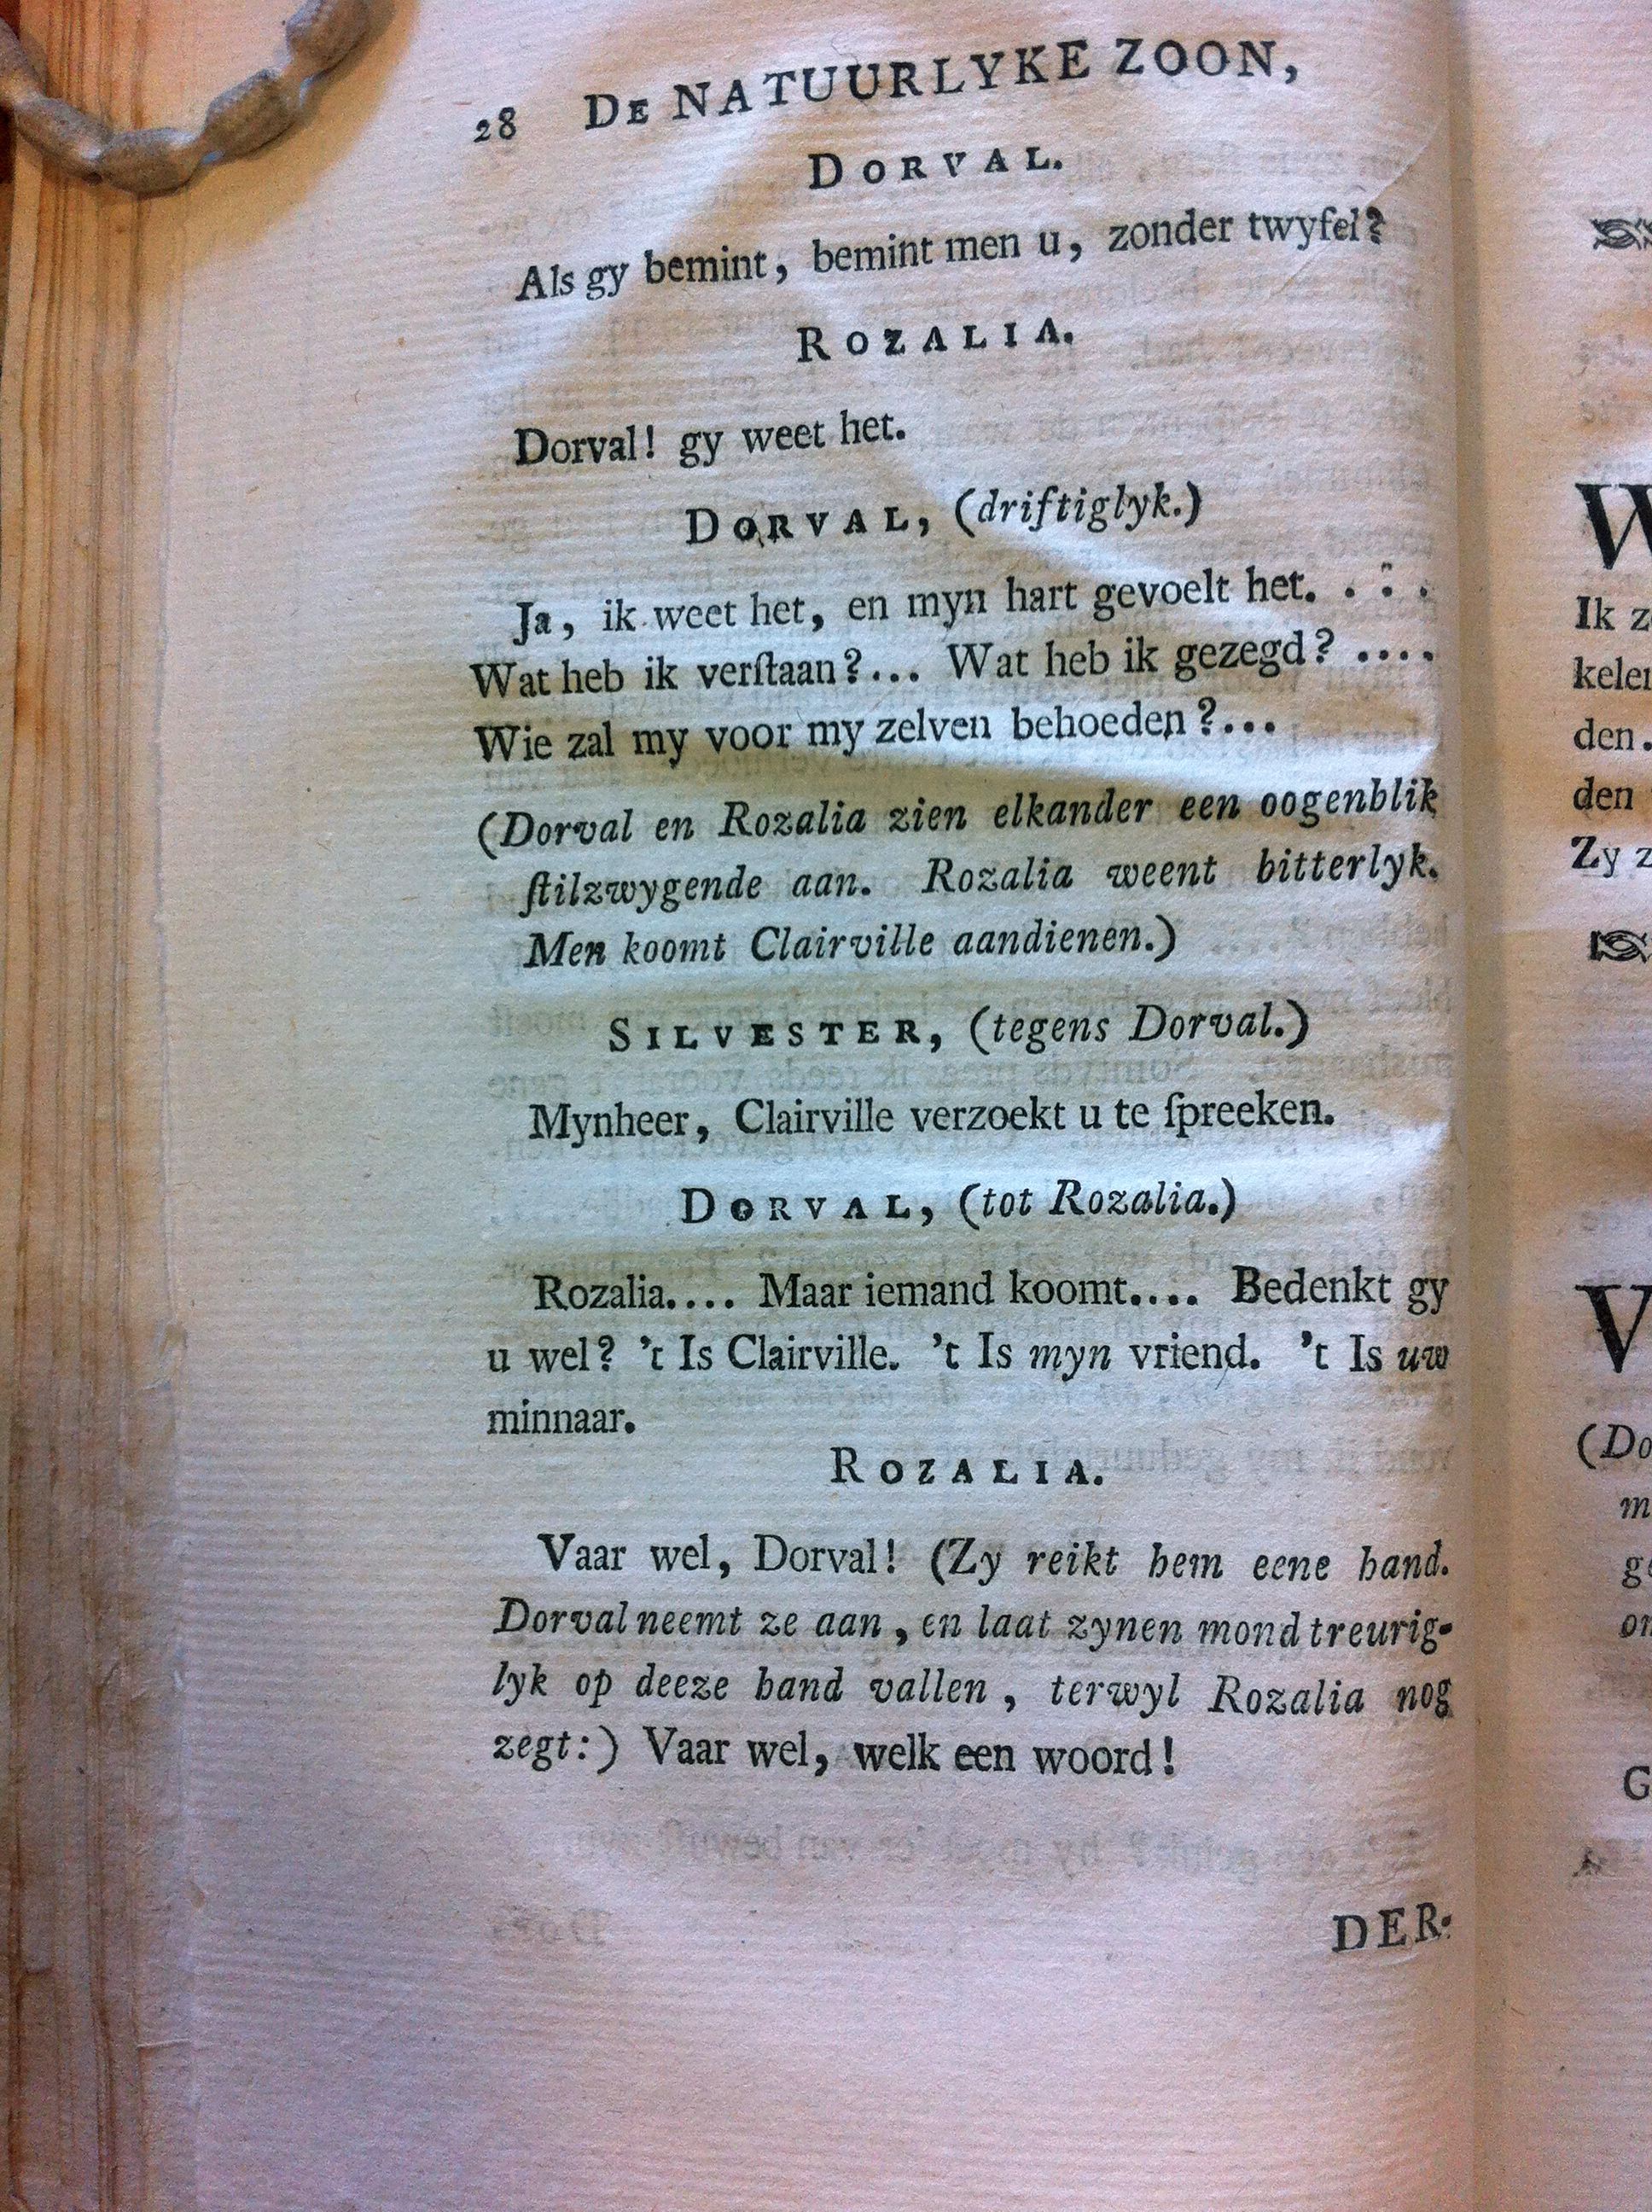 28 DE NATUURLYKE ZOON,
DORVAL.
Als gy bemint, bemint men u, zonder twyfel?
ROZALIA.
Dorval! gy weet het.
DORVAL, (driftiglyk.)
Ja, ik weet het, en myn hart gevoelt het. . . .
Wat heb ik verſtaan?... Wat heb ik gezegd? ....
Wie zal my voor my zelven behoeden?...
(Dorval en Rozalia zien elkander een oogenblik
ſtilzwygende aan. Rozalia weent bitterlyk.
Men koomt Clairville aandienen.)
SILVESTER, (tegens Dorval.)
Mynheer, Clairville verzoekt u te ſpreeken.
DORVAL, (tot Rozalia.)
Rozalia.... Maar iemand koomt.... Bedenkt gy
u wel? 't Is Clairville. 't Is myn vriend. 't Is uw
minnaar.
ROZALIA.
Vaar wel, Dorval! (Zy reikt hem eene hand.
Dorval neemt ze aan, en laat zynen mond treurig-
lyk op deeze hand vallen, terwyl Rozalia nog
zegt:) Vaar wel, welk een woord!
DER-
W
Ik
den.
den
Zy
V
(Do
G